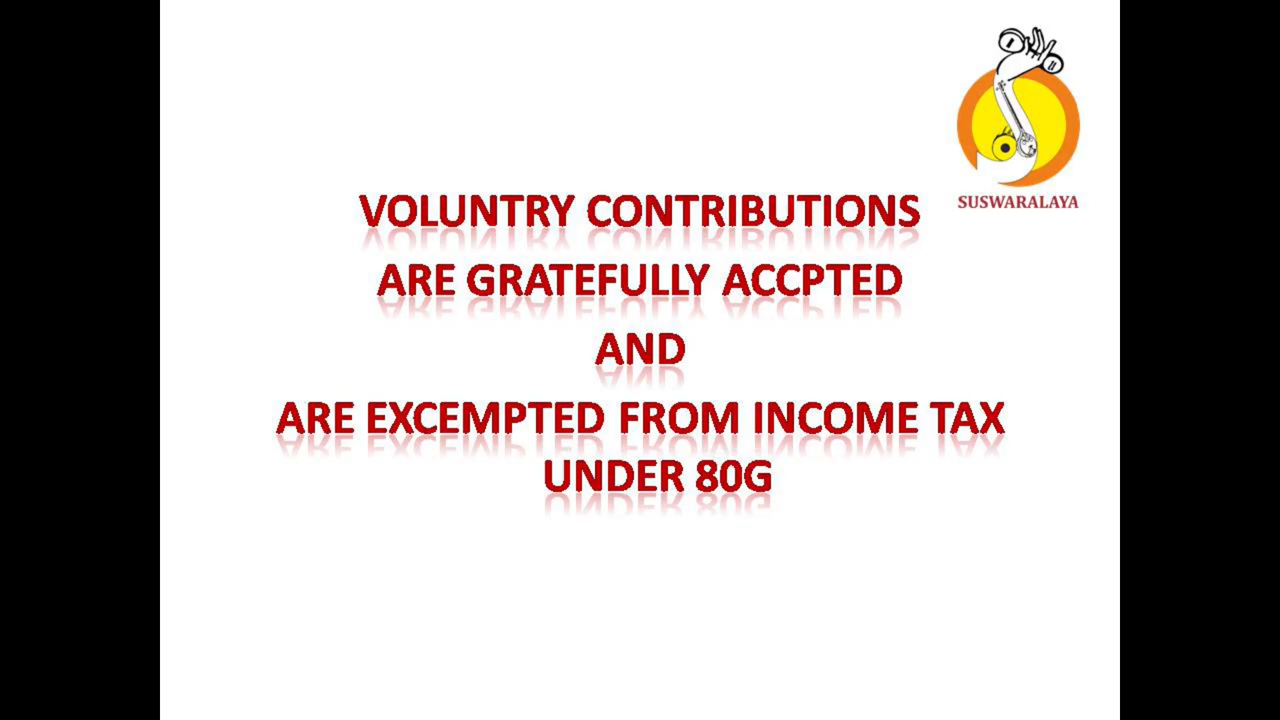 SUSWARALAYA
VOLUNTRY CONTRIBUTIONS
ARE GRATEFULLY ACCPTED
AND
ARE EXCEMPTED FROM INCOME TAX
UNDER 80G